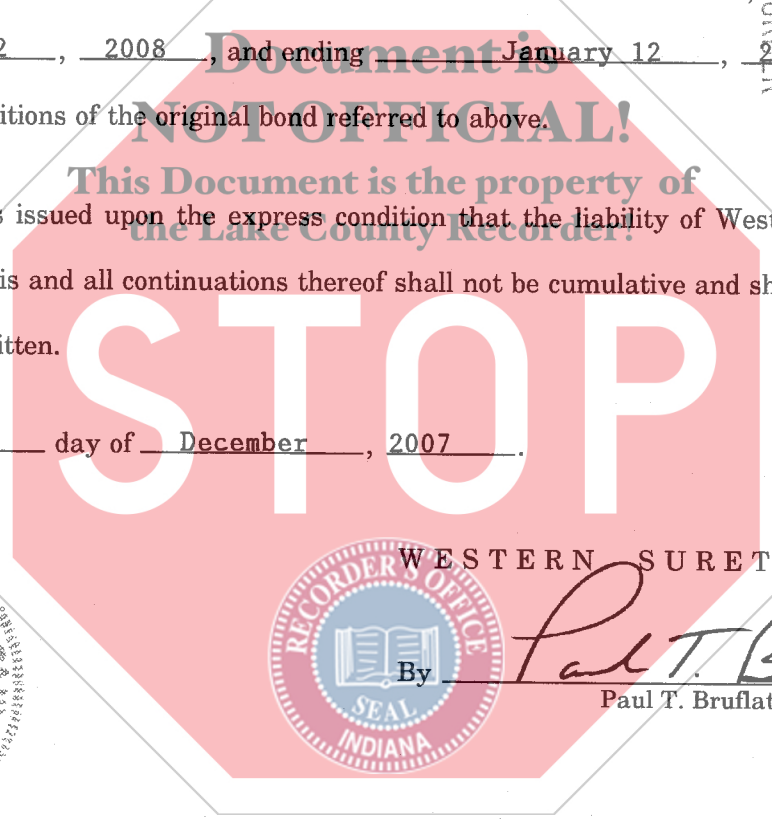 2, 2008, and ending January 12, 2
Document is
itions of the original bond referred to above.
NOT OFFICIAL!
This Document is the property of
s issued upon the express condition that the liability of West
the Lake County Recorder!
is and all continuations thereof shall not be cumulative and sh
itten.
STOP
day of December, 2007.
WESTERN SURET
RECORDER'S OFFICE
SEAL
INDIANA
Paul T. B
By
Paul T. Bruflat